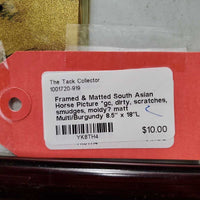 The Tack Collector
1001720-919
Framed & Matted South Asian
Horse Picture *gc, dirty, scratches,
smudges, moldy? matt
Multi/Burgundy 8.5" x 18"L
$10.00
YK8TH4